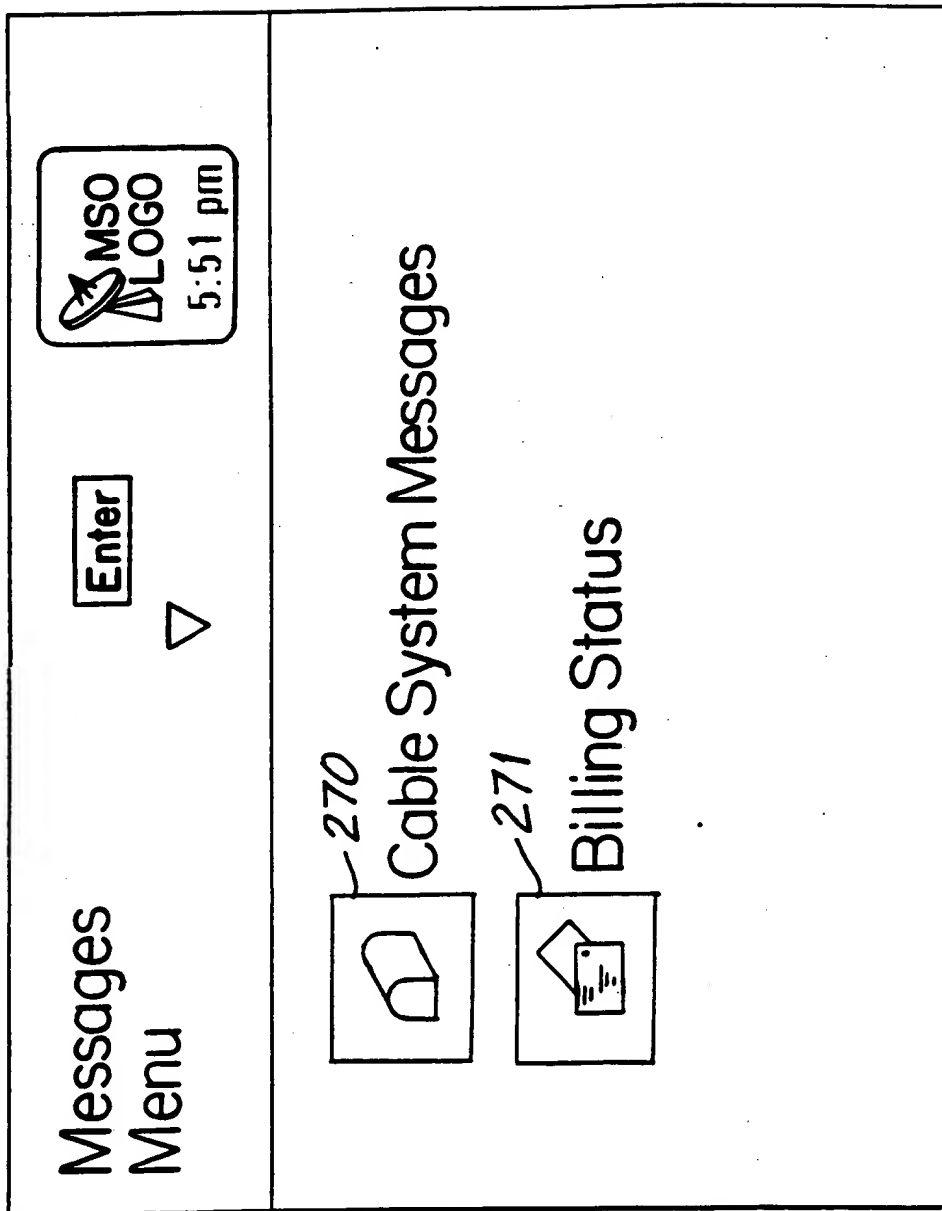 Messages
Menu
Enter
MSO
LOGO
5:51 pm
270
Cable System Messages
271
Billing Status